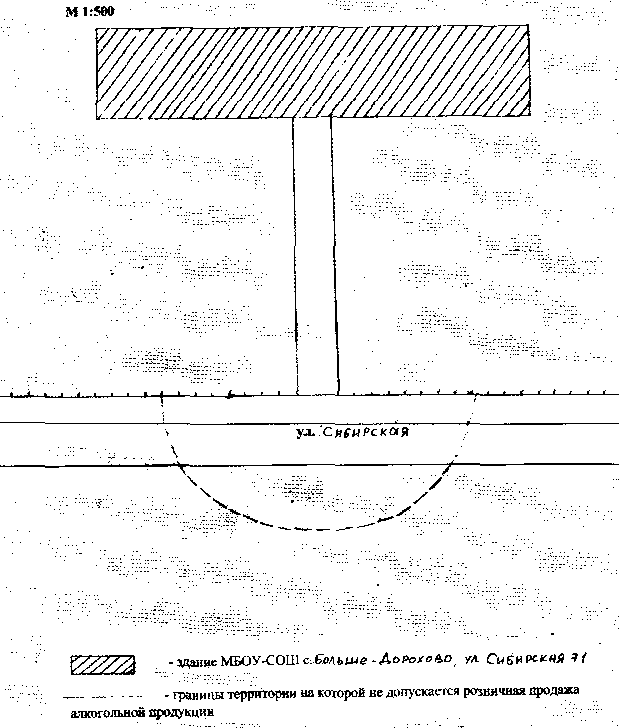 М 1:500
ул. Сибирская
- здание МБОУ-СОШ с. Больше - Дорохово, ул Сибирская 71
- границы территории на которой не допускается розничная продажа
алкогольной продукции